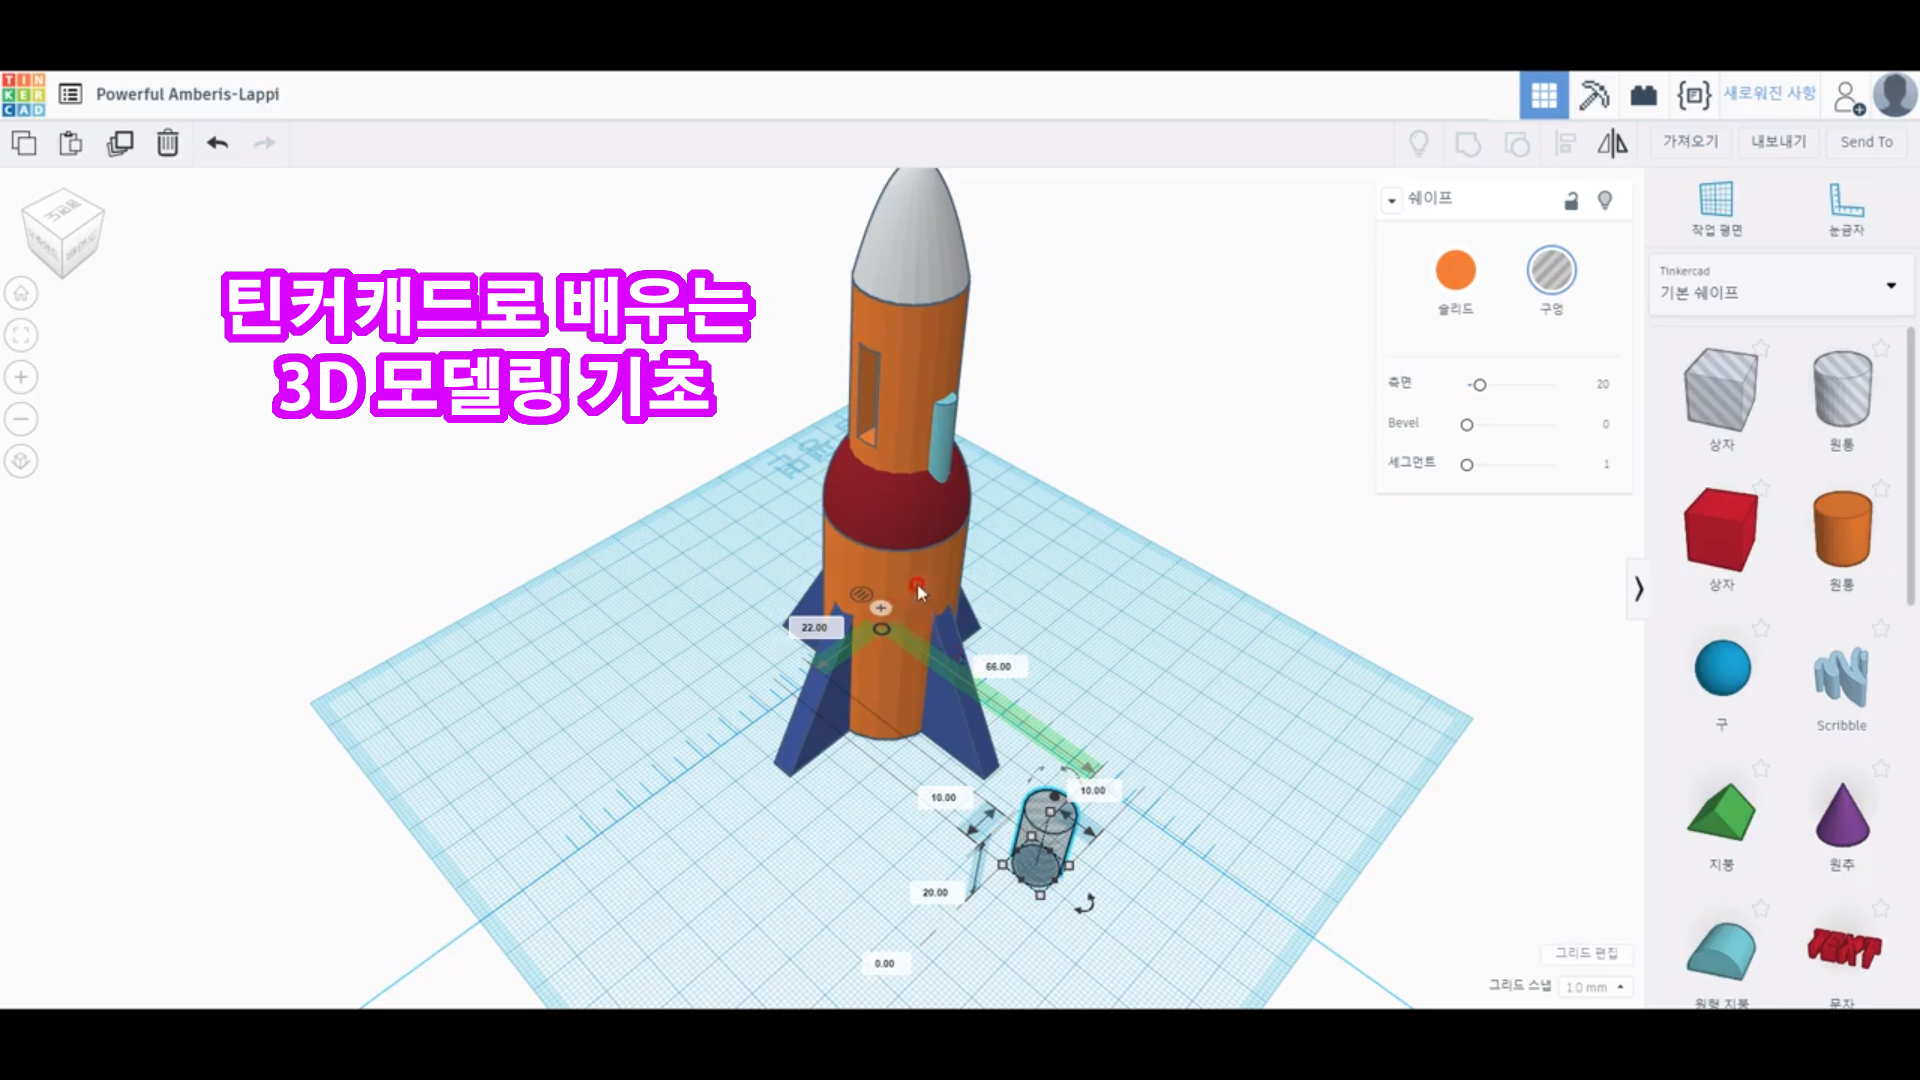 TINKERCAD
Powerful Amberis-Lappi
새로워진 사항
가져오기
내보내기
Send To
틴커캐드로 배우는
3D 모델링 기초
쉐이프
솔리드
구멍
측면
20
Bevel
0
세그먼트
1
작업 평면
눈금자
Tinkercad
기본 쉐이프
상자
원통
상자
원통
구
Scribble
지붕
원추
원형 지붕
문자
TEXT
22.00
66.00
10.00
10.00
20.00
0.00
그리드 편집
그리드 스냅
1.0 mm